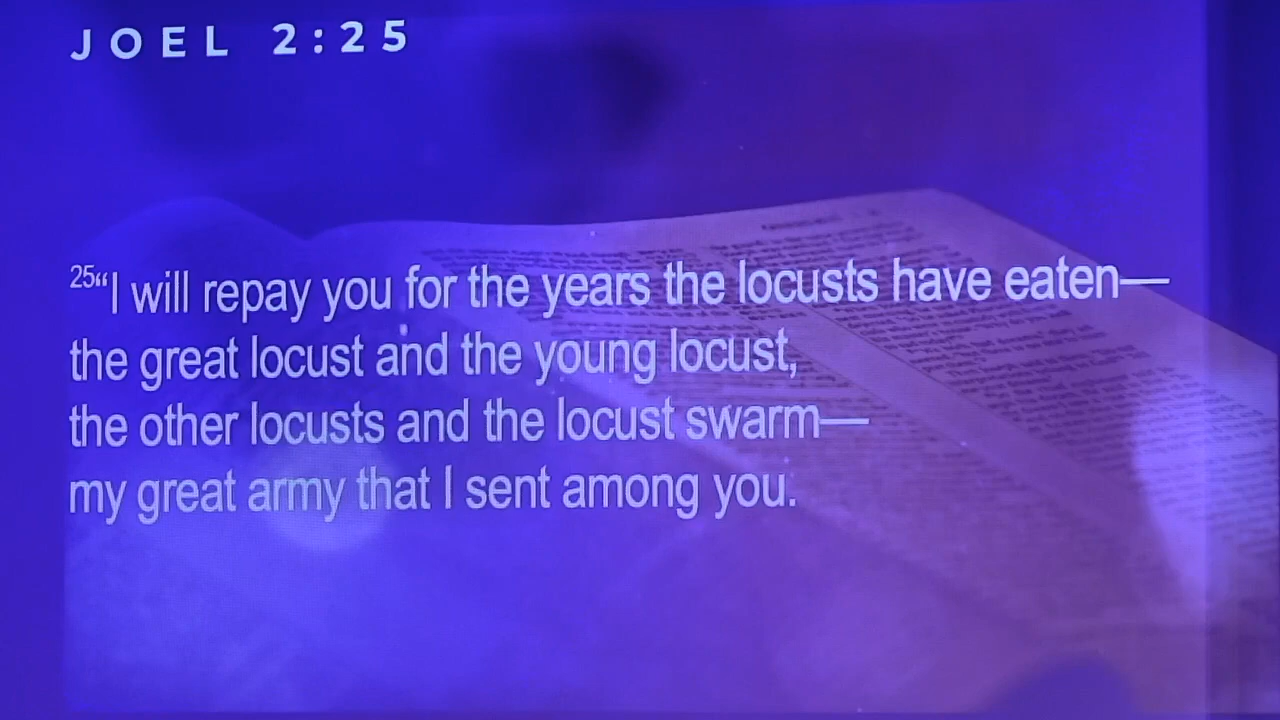 JOEL 2:25
25“I will repay you for the years the locusts have eaten—
the great locust and the young locust,
the other locusts and the locust swarm—
my great army that I sent among you.